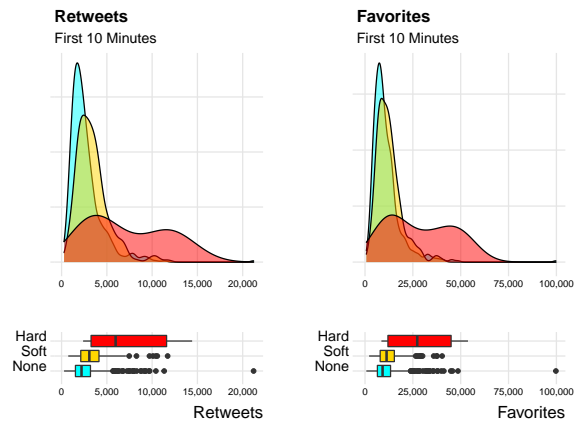 Retweets
First 10 Minutes
0 5,000 10,000 15,000 20,000
Hard
Soft
None
0 5,000 10,000 15,000 20,000
Retweets
Favorites
First 10 Minutes
0 25,000 50,000 75,000 100,000
Hard
Soft
None
0 25,000 50,000 75,000 100,000
Favorites